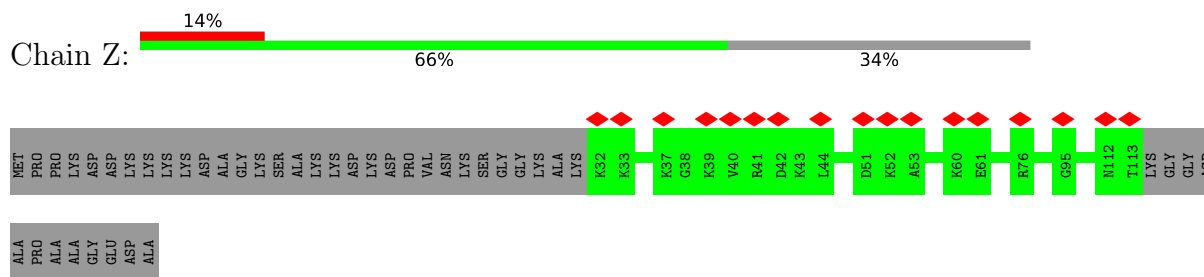 14%
Chain Z:
66% 34%
MET PRO PRO LYS ASP ASP LYS LYS LYS LYS ASP ALA GLY LYS SER ALA LYS LYS ASP LYS ASP PRO VAL ASN LYS SER GLY GLY LYS ALA LYS K32 K33 K37 G38 K39 V40 R41 D42 K43 L44 D51 K52 A53 K60 E61 R76 G95 N112 T113 LYS GLY GLY ASP
ALA PRO ALA ALA GLY GLU ASP ALA